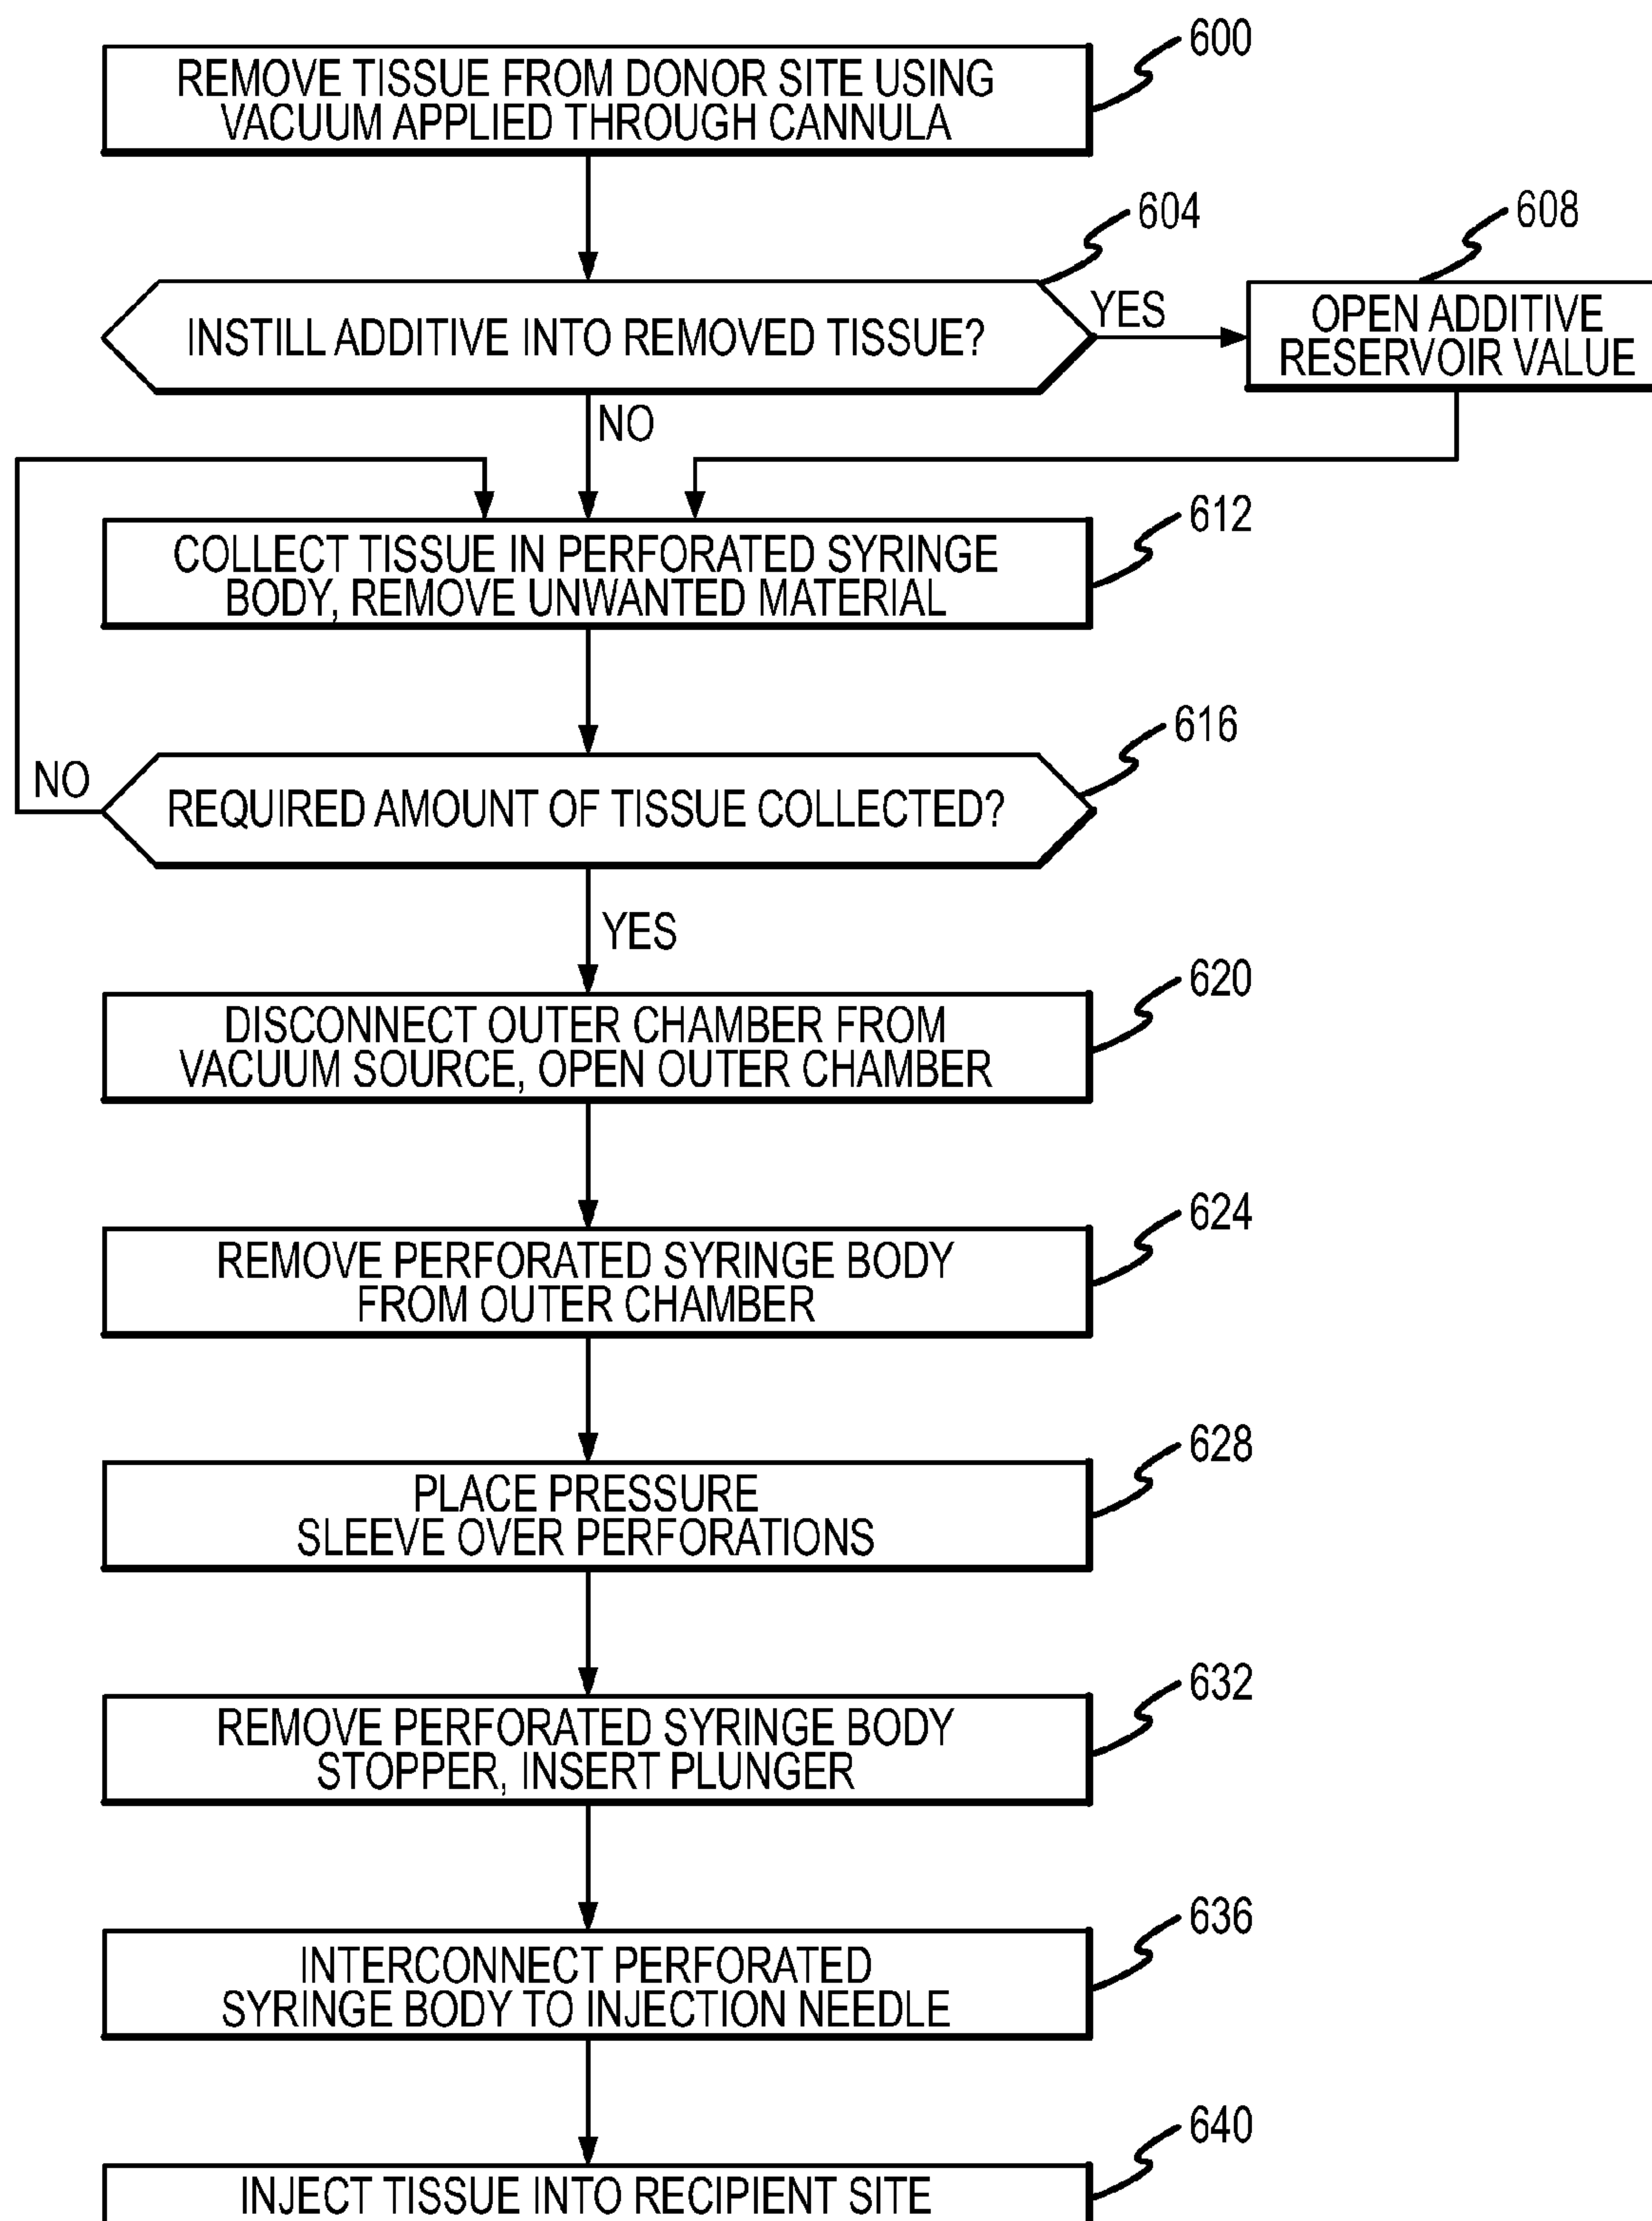 600
REMOVE TISSUE FROM DONOR SITE USING
VACUUM APPLIED THROUGH CANNULA
604
608
INSTILL ADDITIVE INTO REMOVED TISSUE?
YES
OPEN ADDITIVE
RESERVOIR VALUE
NO
612
COLLECT TISSUE IN PERFORATED SYRINGE
BODY, REMOVE UNWANTED MATERIAL
616
NO
REQUIRED AMOUNT OF TISSUE COLLECTED?
YES
620
DISCONNECT OUTER CHAMBER FROM
VACUUM SOURCE, OPEN OUTER CHAMBER
624
REMOVE PERFORATED SYRINGE BODY
FROM OUTER CHAMBER
628
PLACE PRESSURE
SLEEVE OVER PERFORATIONS
632
REMOVE PERFORATED SYRINGE BODY
STOPPER, INSERT PLUNGER
636
INTERCONNECT PERFORATED
SYRINGE BODY TO INJECTION NEEDLE
640
INJECT TISSUE INTO RECIPIENT SITE